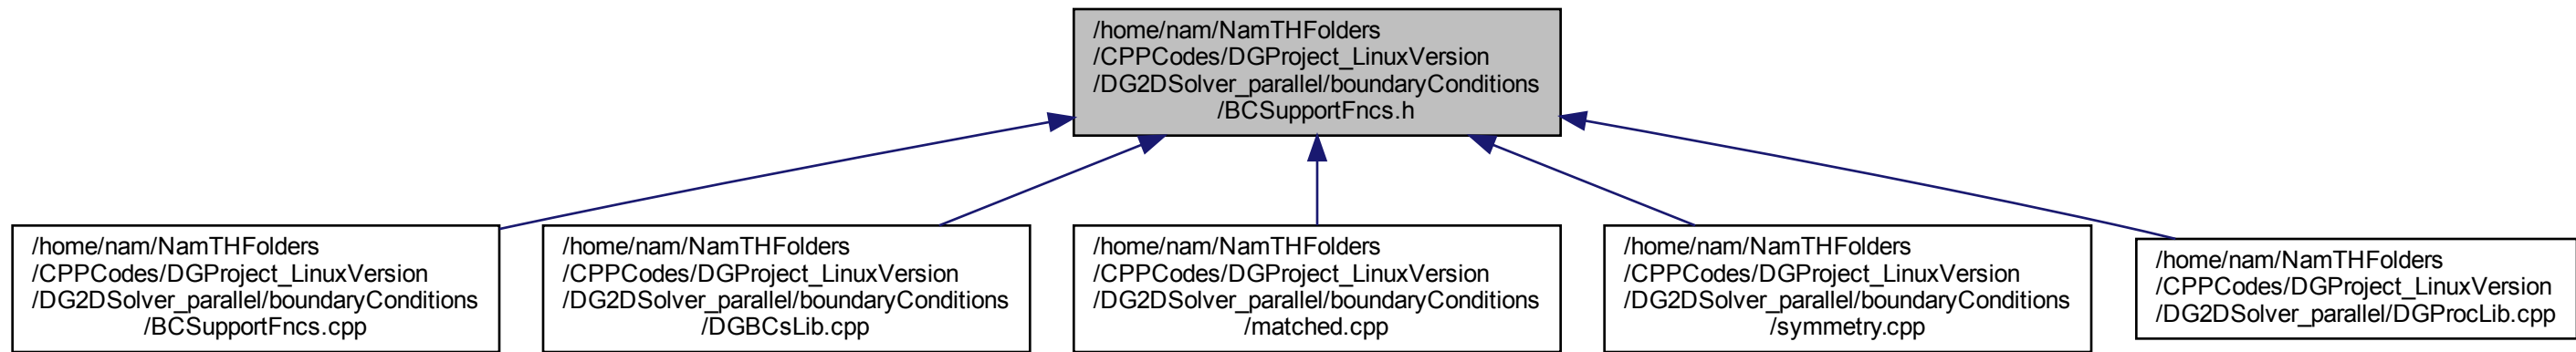 /home/nam/NamTHFolders
/CPPCodes/DGProject_LinuxVersion
/DG2DSolver_parallel/boundaryConditions
/BCSupportFncs.h
/home/nam/NamTHFolders
/CPPCodes/DGProject_LinuxVersion
/DG2DSolver_parallel/boundaryConditions
/BCSupportFncs.cpp
/home/nam/NamTHFolders
/CPPCodes/DGProject_LinuxVersion
/DG2DSolver_parallel/boundaryConditions
/DGBCsLib.cpp
/home/nam/NamTHFolders
/CPPCodes/DGProject_LinuxVersion
/DG2DSolver_parallel/boundaryConditions
/matched.cpp
/home/nam/NamTHFolders
/CPPCodes/DGProject_LinuxVersion
/DG2DSolver_parallel/boundaryConditions
/symmetry.cpp
/home/nam/NamTHFolders
/CPPCodes/DGProject_LinuxVersion
/DG2DSolver_parallel/DGProcLib.cpp